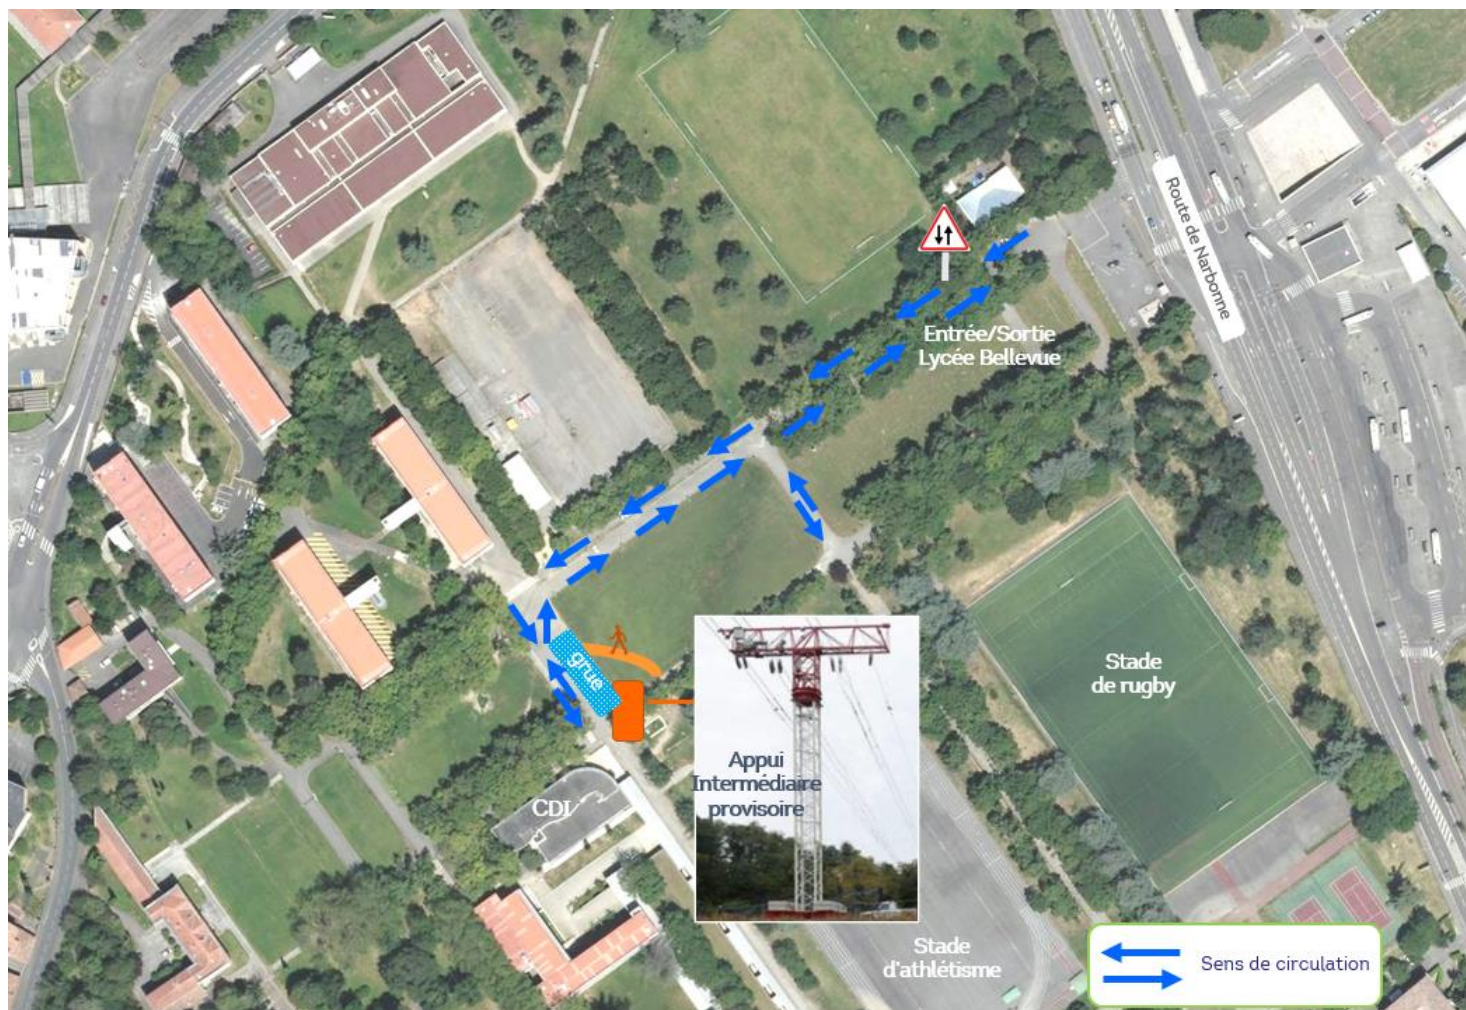 Route de Narbonne
Entrée/Sortie
Lycée Bellevue
grue
Stade
de rugby
Appui
Intermédiaire
provisoire
CDI
Stade
d'athlétisme
Sens de circulation